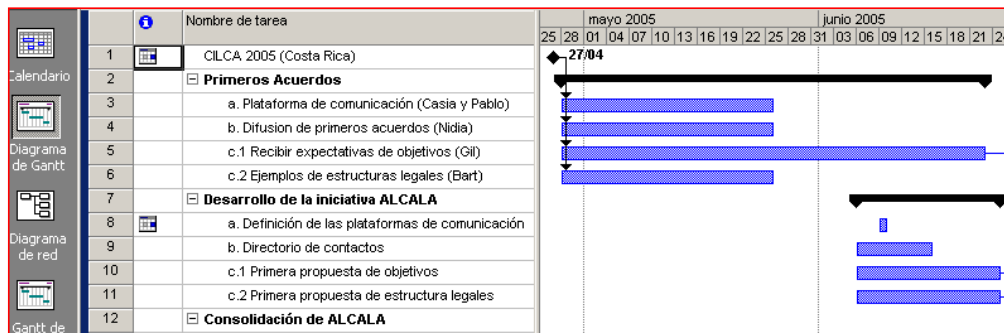 Nombre de tarea
mayo 2005
junio 2005
25 28 01 04 07 10 13 16 19 22 25 28 31 03 06 09 12 15 18 21 24
1 CILCA 2005 (Costa Rica) 27/04
2 Primeros Acuerdos
3 a. Plataforma de comunicación (Casia y Pablo)
4 b. Difusion de primeros acuerdos (Nidia)
5 c.1 Recibir expectativas de objetivos (Gil)
6 c.2 Ejemplos de estructuras legales (Bart)
7 Desarrollo de la iniciativa ALCALA
8 a. Definición de las plataformas de comunicación
9 b. Directorio de contactos
10 c.1 Primera propuesta de objetivos
11 c.2 Primera propuesta de estructura legales
12 Consolidación de ALCALA
Calendario
Diagrama
de Gantt
Diagrama
de red
Gantt de